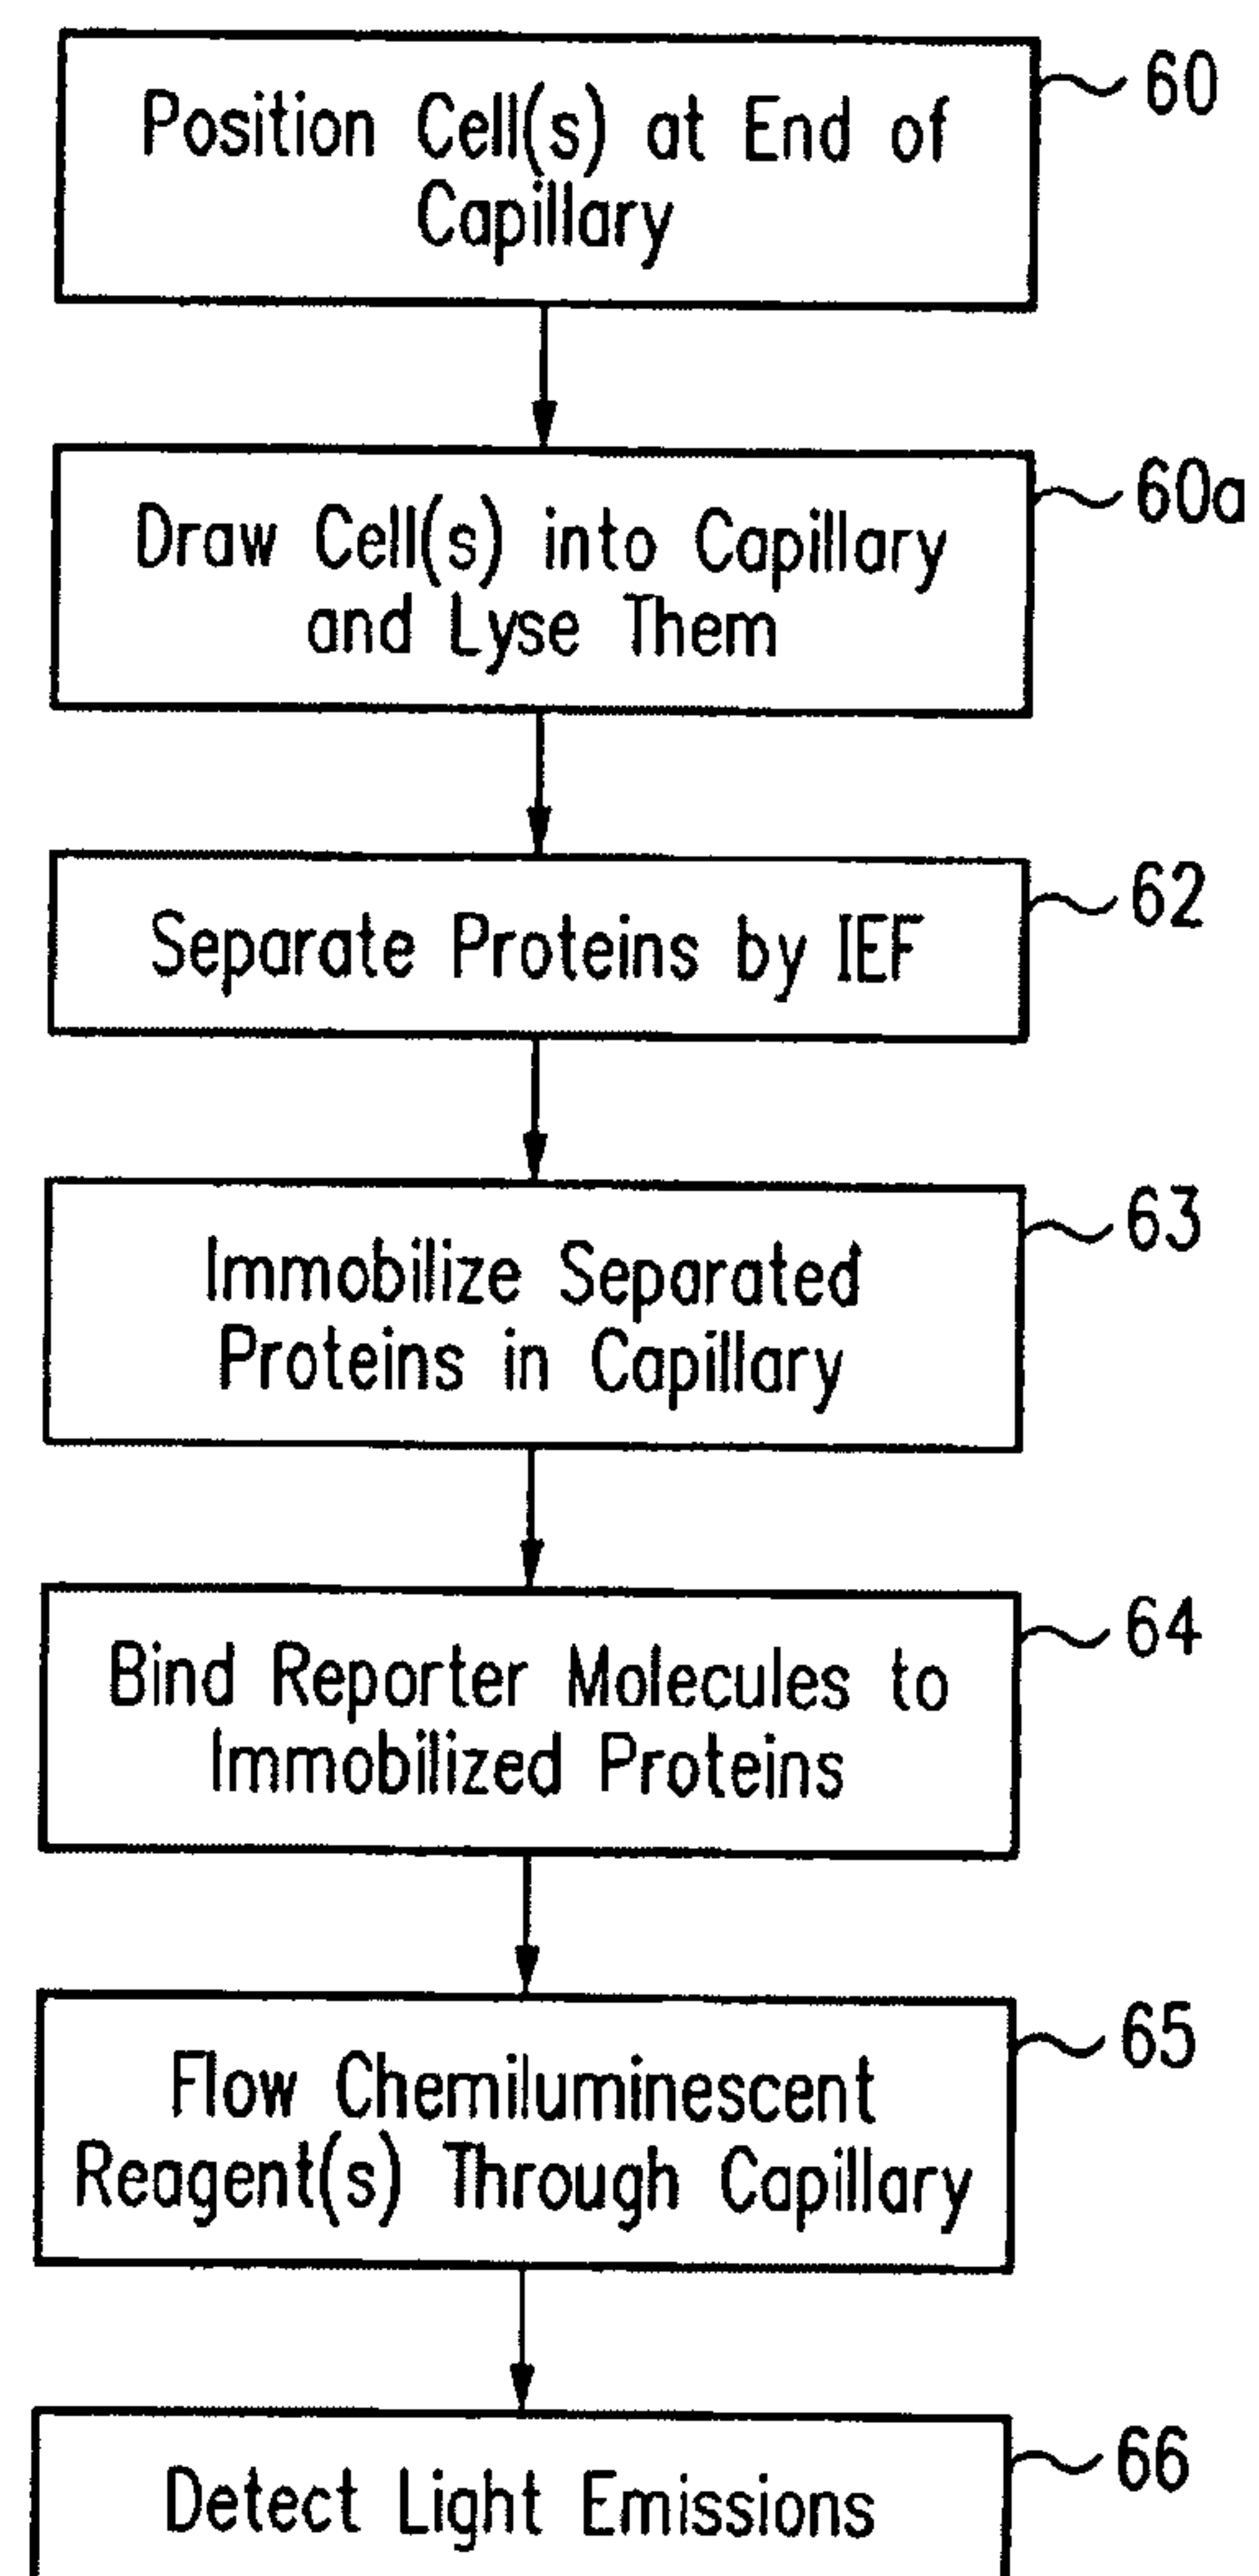 Position Cell(s) at End of
Capillary
60
Draw Cell(s) into Capillary
and Lyse Them
60a
Separate Proteins by IEF
62
Immobilize Separated
Proteins in Capillary
63
Bind Reporter Molecules to
Immobilized Proteins
64
Flow Chemiluminescent
Reagent(s) Through Capillary
65
Detect Light Emissions
66